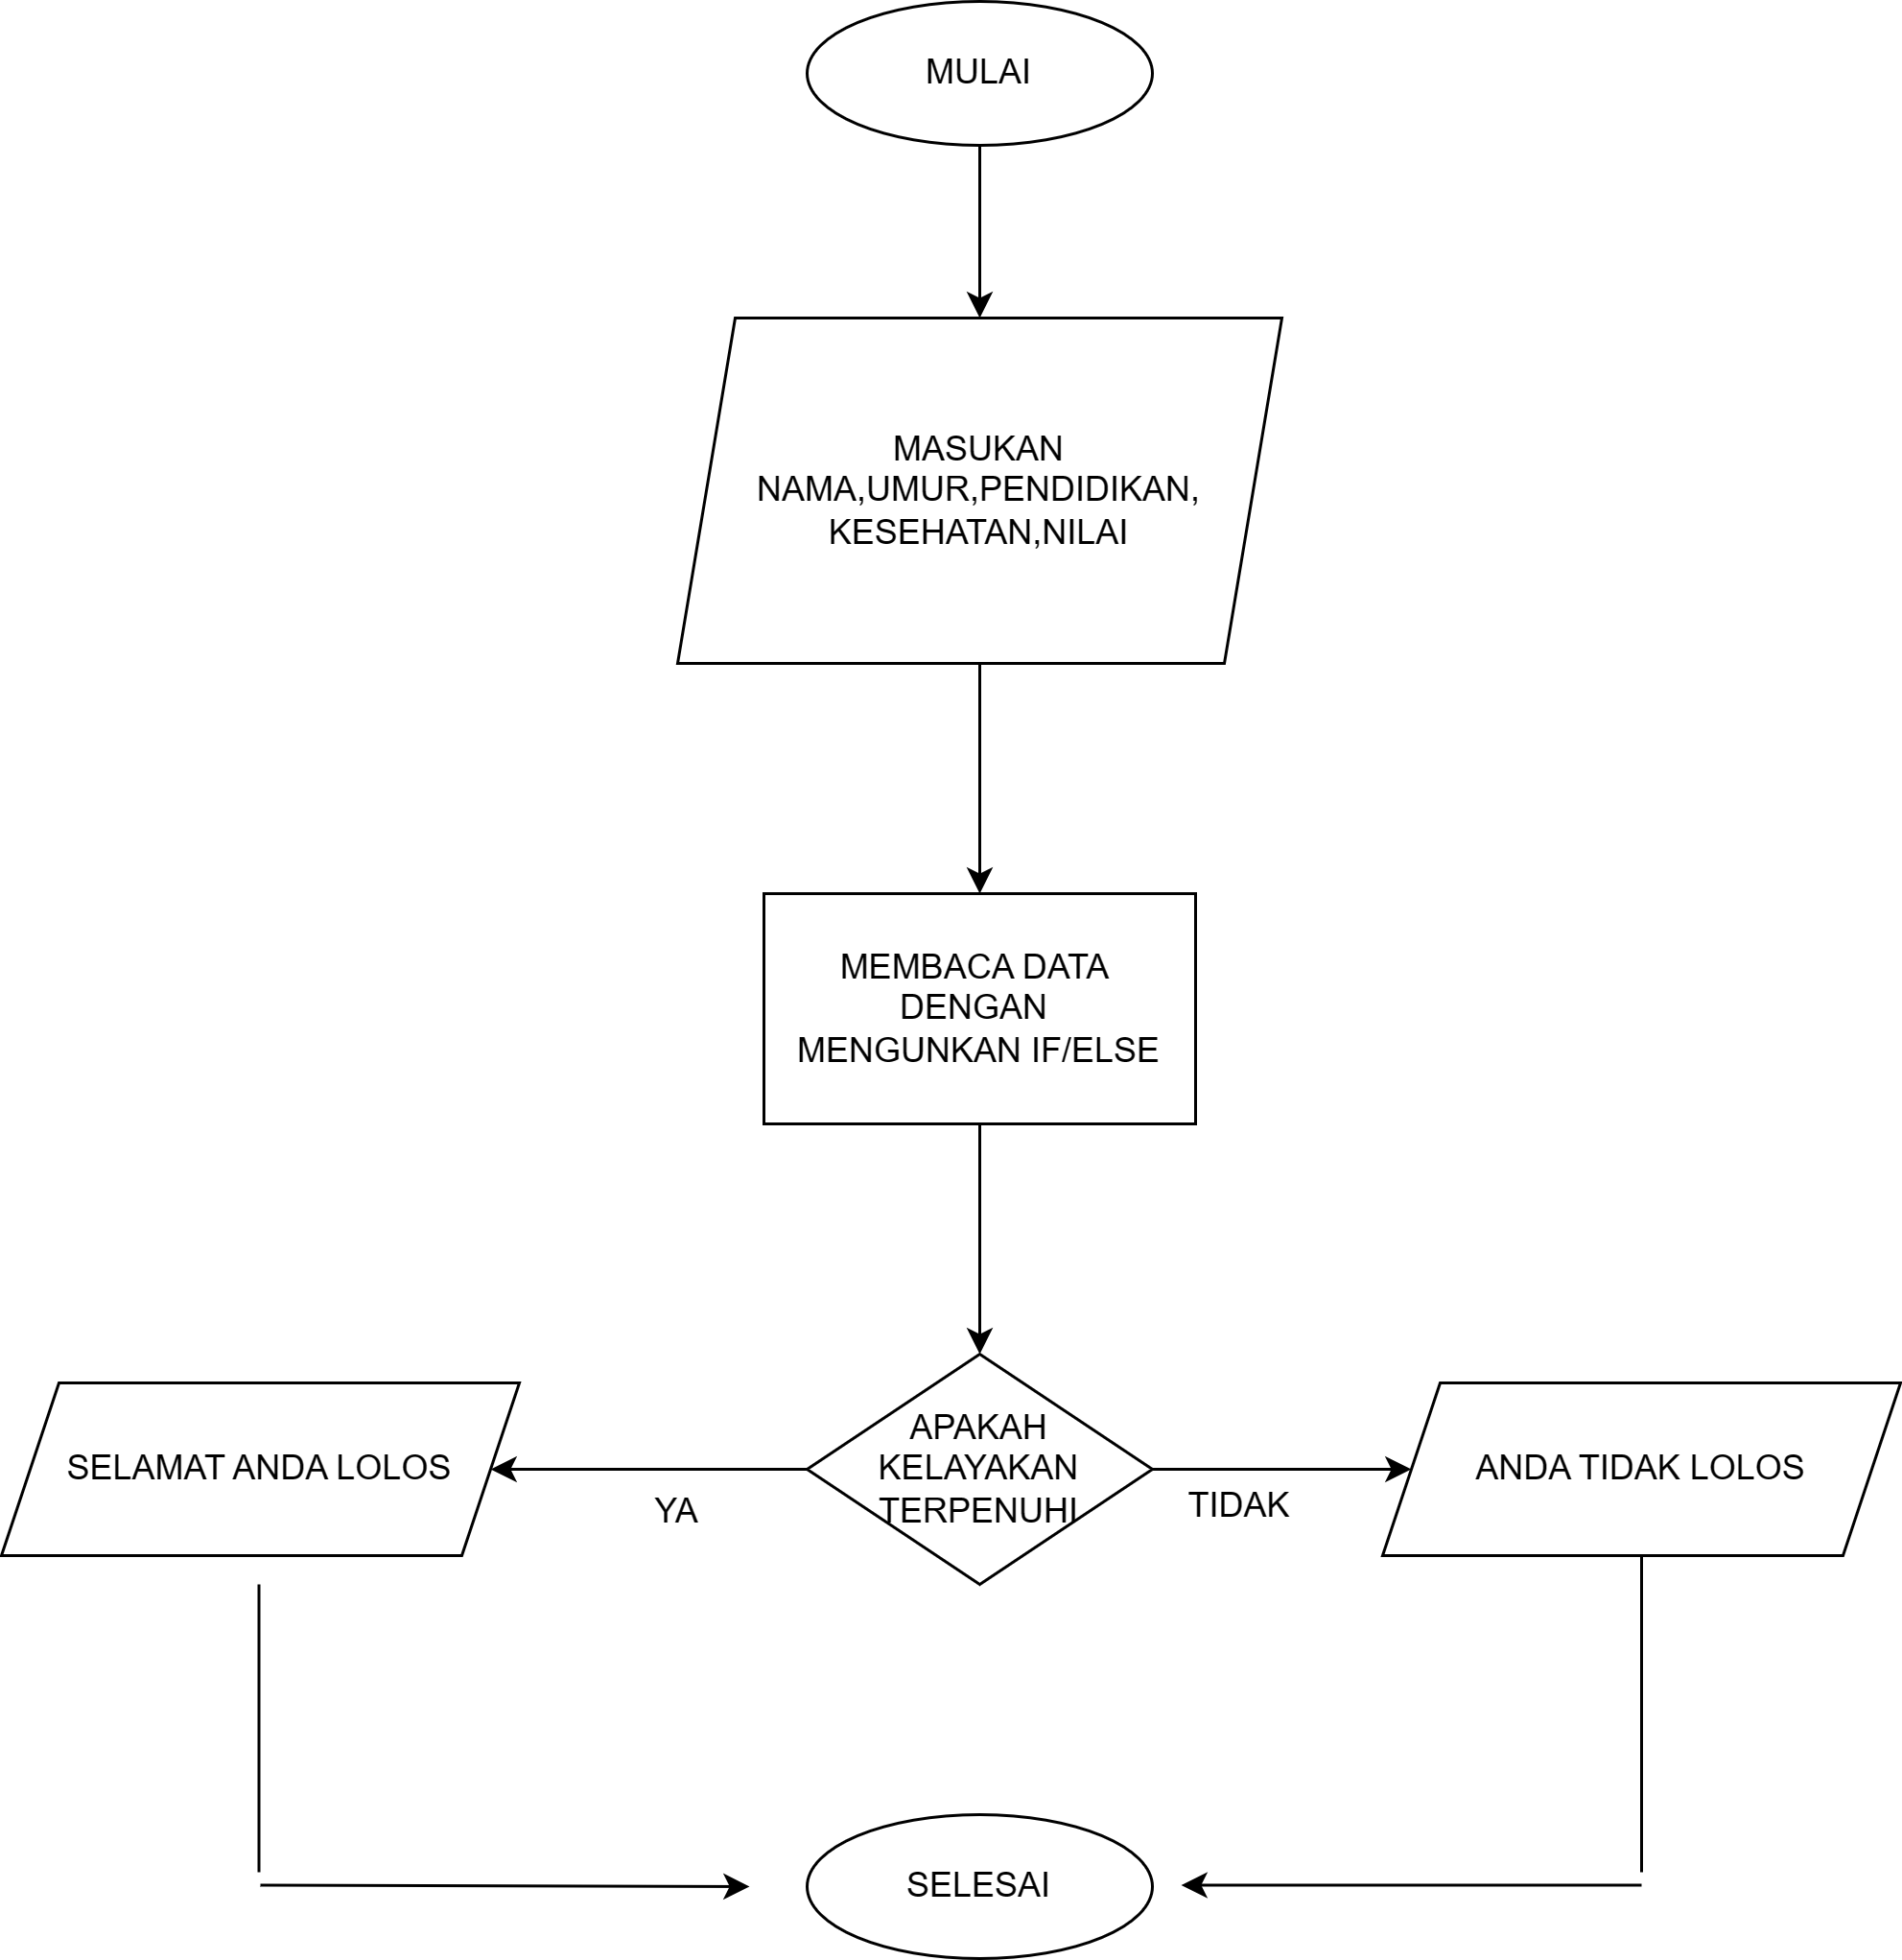 MULAI
MASUKAN
NAMA,UMUR,PENDIDIKAN,
KESEHATAN,NILAI
MEMBACA DATA
DENGAN
MENGUNKAN IF/ELSE
APAKAH
KELAYAKAN
TERPENUHI
SELAMAT ANDA LOLOS
YA
TIDAK
ANDA TIDAK LOLOS
SELESAI